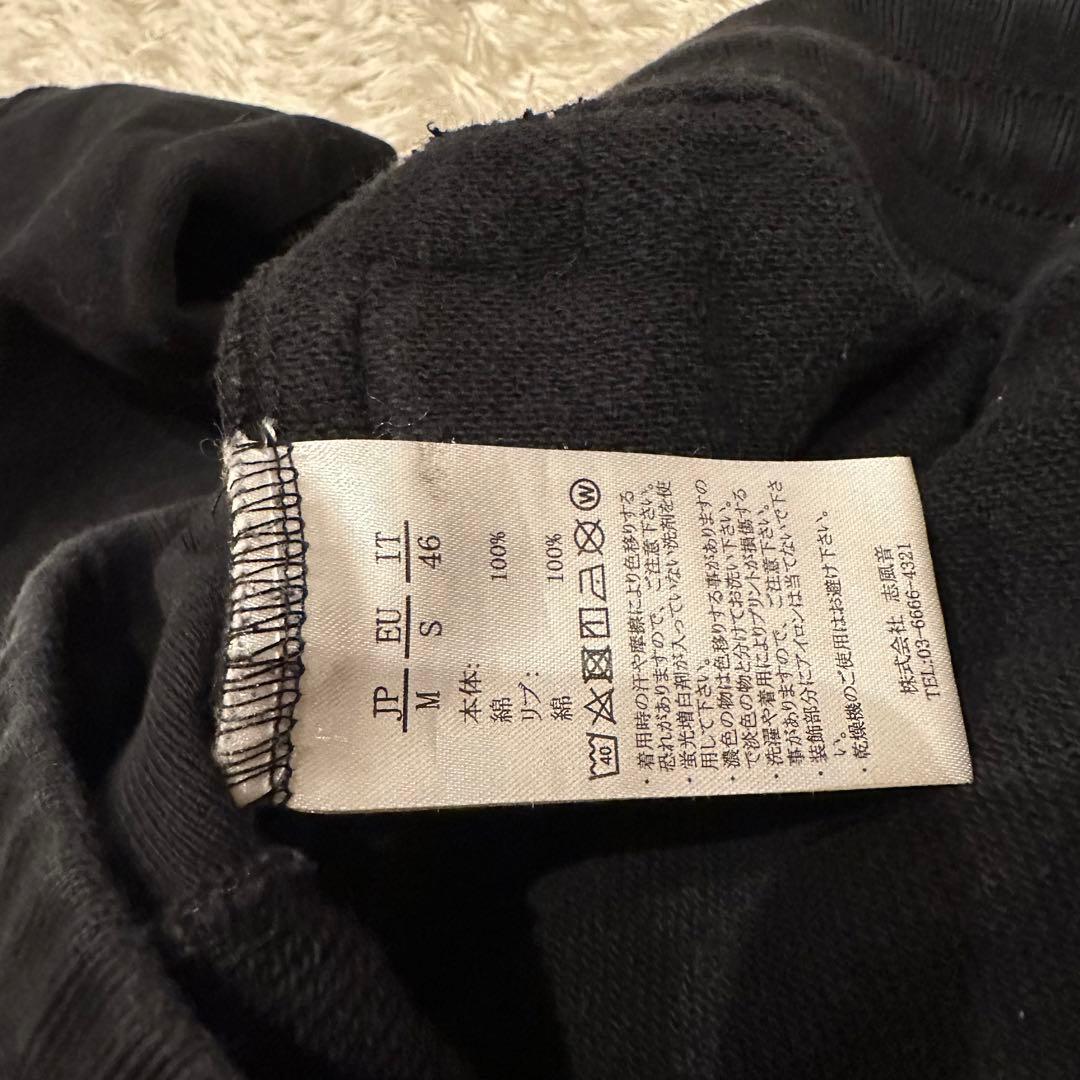 JP EU IT
M S 46
本体:
綿 100%
リブ:
綿 100%
40 W
・着用時の汗や摩擦により色移りする
恐れがありますので、ご注意下さい。
・蛍光増白剤が入っていない洗剤を使
用して下さい。
・濃色の物は色移りする事がありますの
で淡色の物と分けてお洗い下さい。
・洗濯や着用によりプリントが損傷する
事がありますので、ご注意下さい。
・装飾部分にアイロンは当てないで下さ
い。
・乾燥機のご使用はお避け下さい。
株式会社 志風音
TEL:03-6666-4321